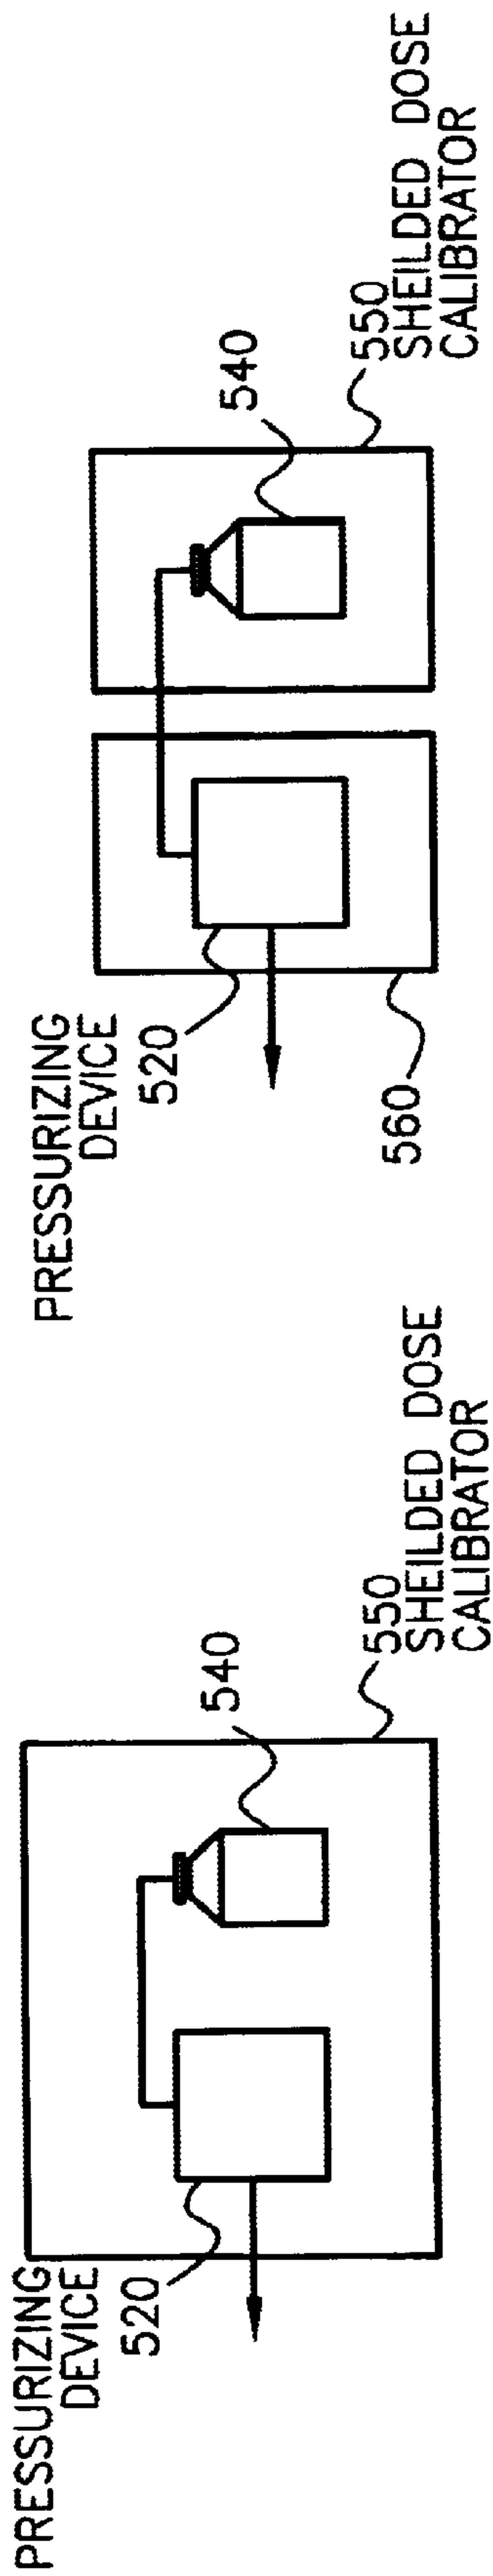 PRESSURIZING
DEVICE
520
540
550
SHEILDED DOSE
CALIBRATOR
PRESSURIZING
DEVICE
520
560
540
550
SHEILDED DOSE
CALIBRATOR